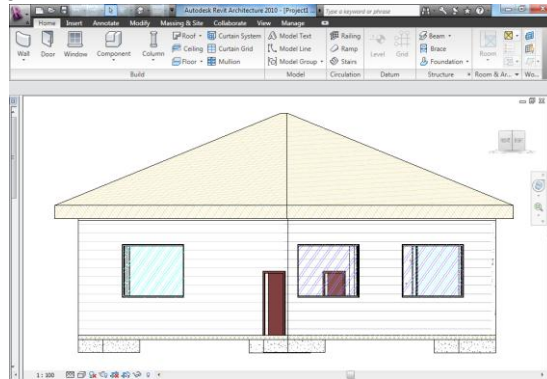 Autodesk Revit Architecture 2010 - [Project1 Type a keyword or phrase
Home Insert Annotate Modify Massing & Site Collaborate View Manage
Wall Door Window Component Column
Roof Curtain System
Ceiling Curtain Grid
Floor Mullion
Model Text
Model Line
Model Group
Railing
Ramp
Stairs
Level Grid
Beam
Brace
Foundation
Room
Build Model Circulation Datum Structure Room & Ar... Wo...
1 : 100